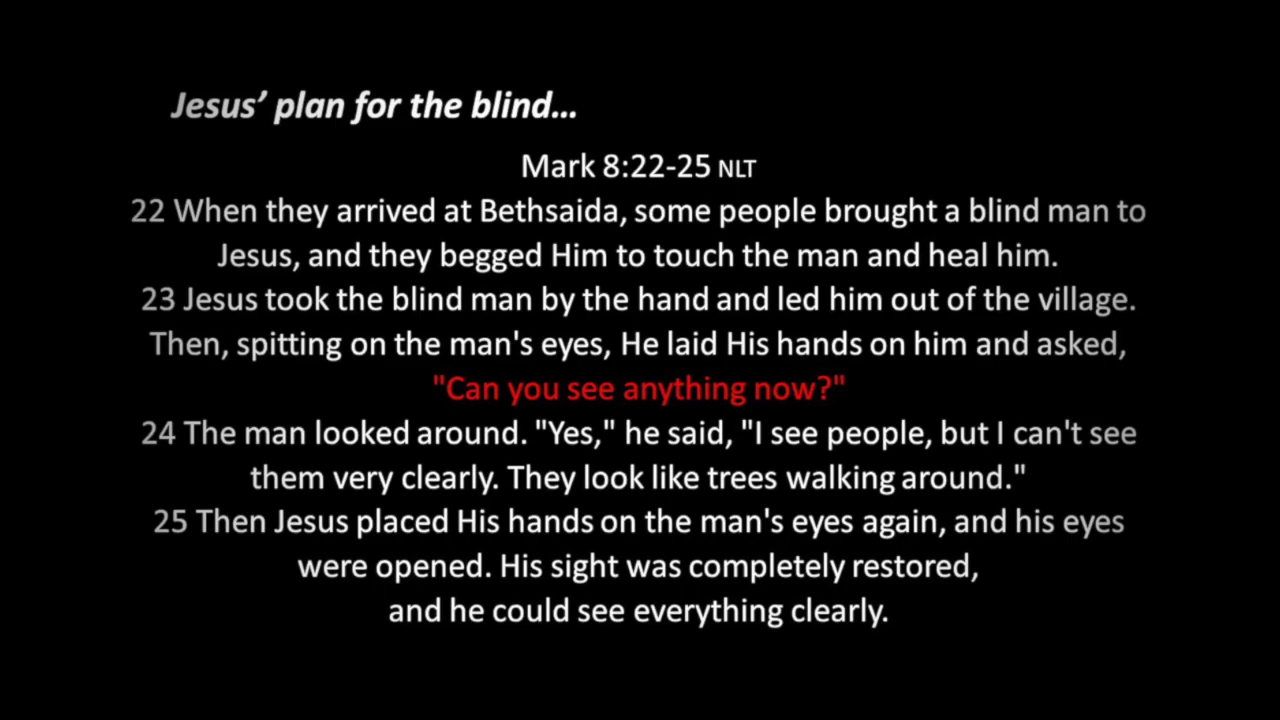 Jesus’ plan for the blind...
Mark 8:22-25 NLT
22 When they arrived at Bethsaida, some people brought a blind man to
Jesus, and they begged Him to touch the man and heal him.
23 Jesus took the blind man by the hand and led him out of the village.
Then, spitting on the man's eyes, He laid His hands on him and asked,
"Can you see anything now?"
24 The man looked around. "Yes," he said, "I see people, but I can't see
them very clearly. They look like trees walking around."
25 Then Jesus placed His hands on the man's eyes again, and his eyes
were opened. His sight was completely restored,
and he could see everything clearly.